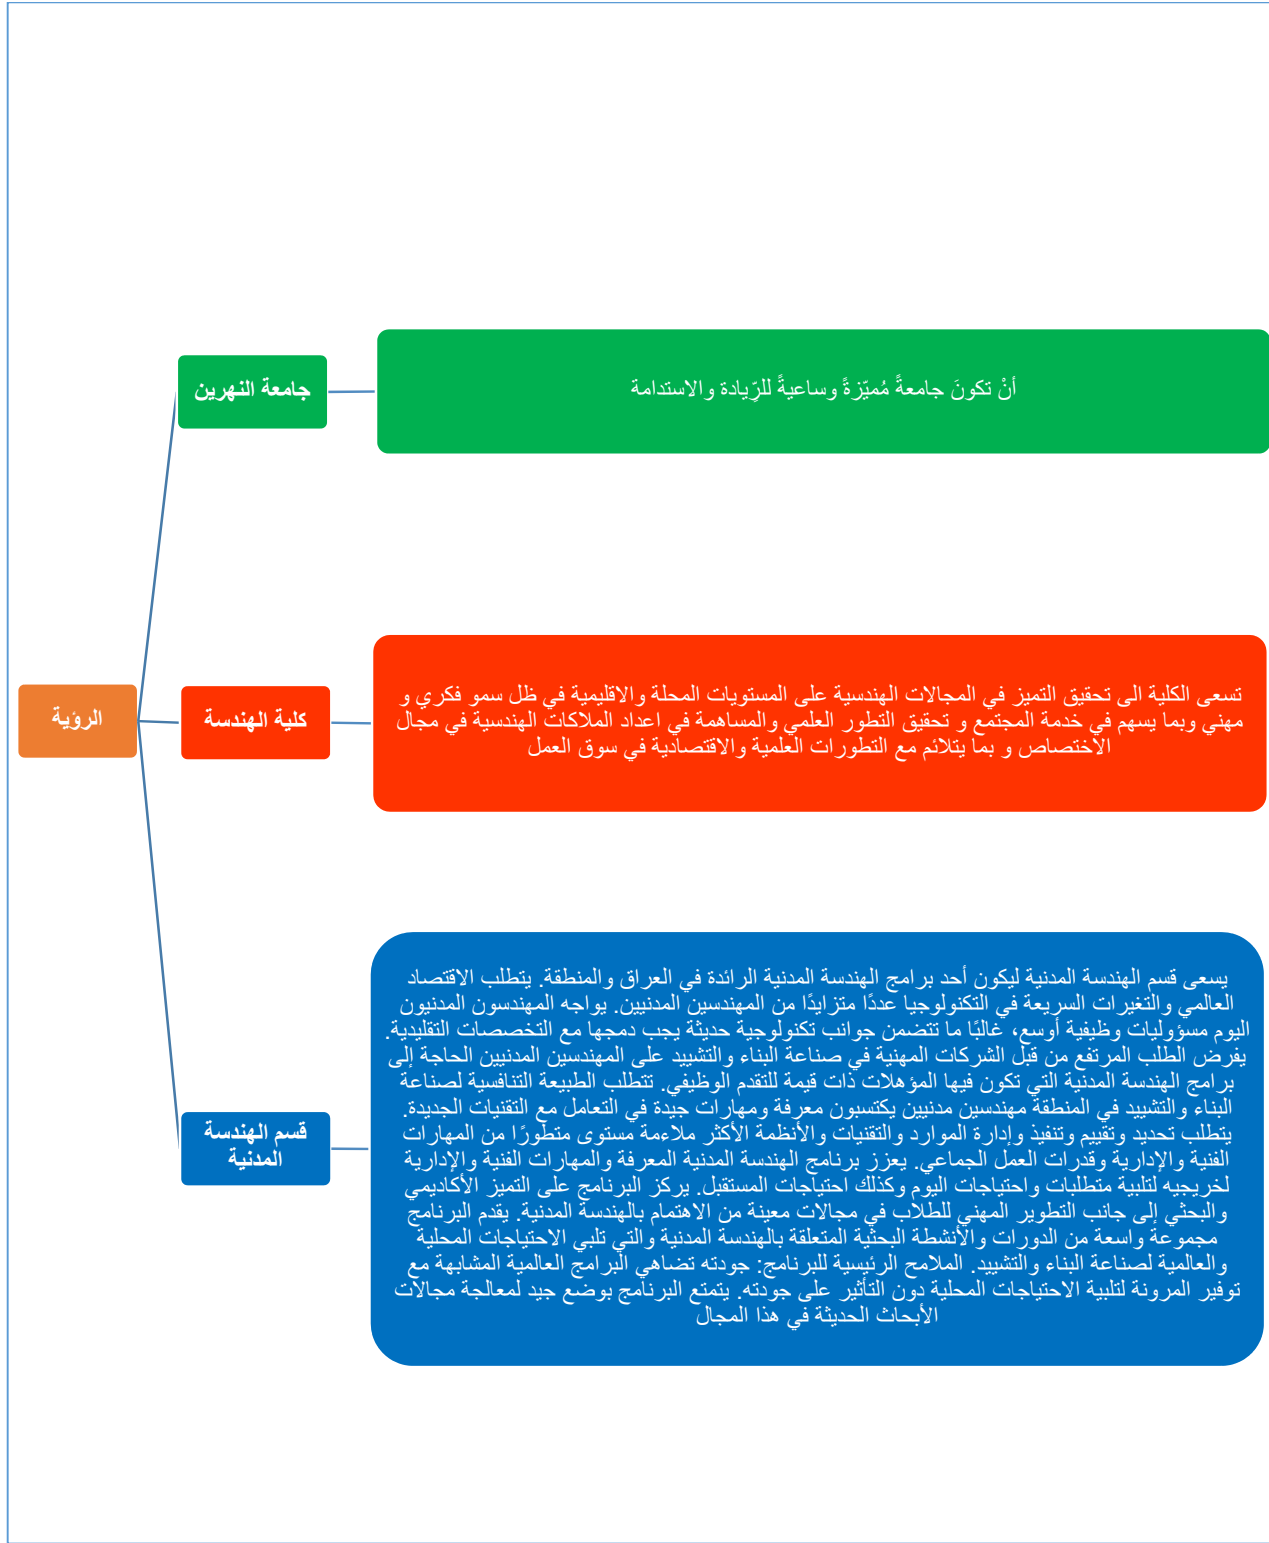 الرؤية
جامعة النهرين
أنْ تكونَ جامعةً مُميّزةً وساعيةً للرِّيادة والاستدامة
كلية الهندسة
تسعى الكلية الى تحقيق التميز في المجالات الهندسية على المستويات المحلة والاقليمية في ظل سمو فكري و
مهني وبما يسهم في خدمة المجتمع و تحقيق التطور العلمي والمساهمة في اعداد الملاكات الهندسية في مجال
الاختصاص و بما يتلائم مع التطورات العلمية والاقتصادية في سوق العمل
قسم الهندسة
المدنية
يسعى قسم الهندسة المدنية ليكون أحد برامج الهندسة المدنية الرائدة في العراق والمنطقة. يتطلب الاقتصاد
العالمي والتغيرات السريعة في التكنولوجيا عددًا متزايدًا من المهندسين المدنيين. يواجه المهندسون المدنيون
اليوم مسؤوليات وظيفية أوسع، غالبًا ما تتضمن جوانب تكنولوجية حديثة يجب دمجها مع التخصصات التقليدية.
يفرض الطلب المرتفع من قبل الشركات المهنية في صناعة البناء والتشييد على المهندسين المدنيين الحاجة إلى
برامج الهندسة المدنية التي تكون فيها المؤهلات ذات قيمة للتقدم الوظيفي. تتطلب الطبيعة التنافسية لصناعة
البناء والتشييد في المنطقة مهندسين مدنيين يكتسبون معرفة ومهارات جيدة في التعامل مع التقنيات الجديدة.
يتطلب تحديد وتقييم وتنفيذ وإدارة الموارد والتقنيات والأنظمة الأكثر ملاءمة مستوى متطورًا من المهارات
الفنية والإدارية وقدرات العمل الجماعي. يعزز برنامج الهندسة المدنية المعرفة والمهارات الفنية والإدارية
لخريجيه لتلبية متطلبات واحتياجات اليوم وكذلك احتياجات المستقبل. يركز البرنامج على التميز الأكاديمي
والبحثي إلى جانب التطوير المهني للطلاب في مجالات معينة من الاهتمام بالهندسة المدنية. يقدم البرنامج
مجموعة واسعة من الدورات والأنشطة البحثية المتعلقة بالهندسة المدنية والتي تلبي الاحتياجات المحلية
والعالمية لصناعة البناء والتشييد. الملامح الرئيسية للبرنامج: جودته تضاهي البرامج العالمية المشابهة مع
توفير المرونة لتلبية الاحتياجات المحلية دون التأثير على جودته. يتمتع البرنامج بوضع جيد لمعالجة مجالات
الأبحاث الحديثة في هذا المجال